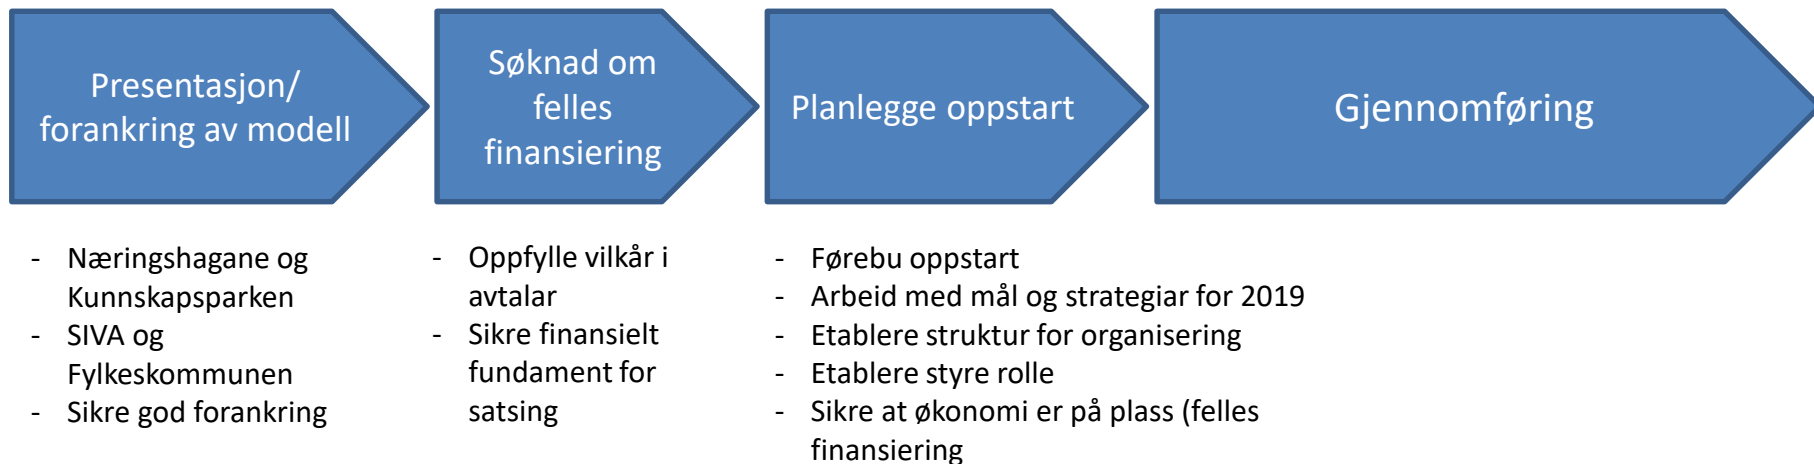 Presentasjon/
forankring av modell
Søknad om
felles
finansiering
Planlegge oppstart
Gjennomføring
- Næringshagane og
Kunnskapsparken
- SIVA og
Fylkeskommunen
- Sikre god forankring
- Oppfylle vilkår i
avtalar
- Sikre finansielt
fundament for
satsing
- Førebu oppstart
- Arbeid med mål og strategiar for 2019
- Etablere struktur for organisering
- Etablere styre rolle
- Sikre at økonomi er på plass (felles
finansiering